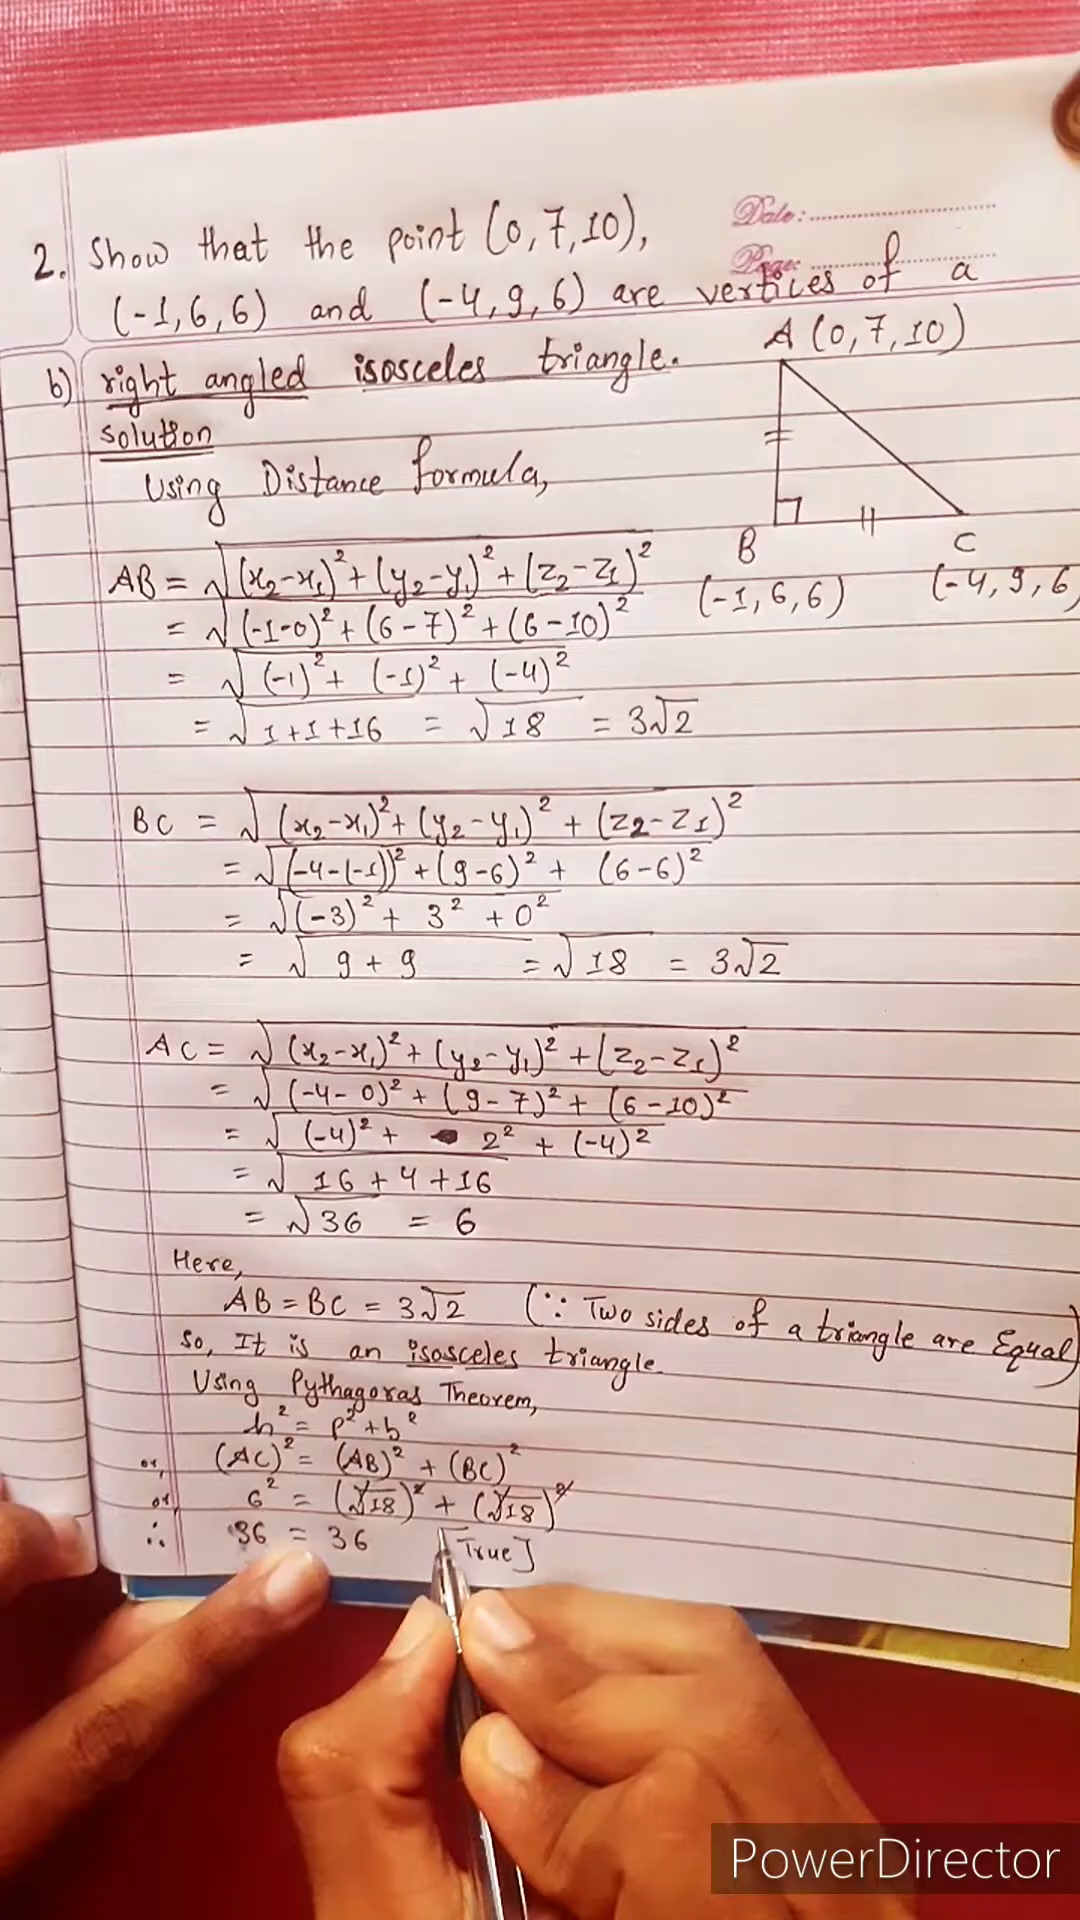 Date:
Page:
2. Show that the point (0,7,10),
(-1,6,6) and (-4,9,6) are vertices of a
b) right angled isosceles triangle.
A (0,7,10)
B
(-1,6,6)
C
(-4,9,6)
Solution
Using Distance formula,
AB = √(x₂-x₁)²+(y₂-y₁)²+(z₂-z₁)²
= √(-1-0)²+(6-7)²+(6-10)²
= √(-1)²+ (-1)² + (-4)²
= √1+1+16 = √18 = 3√2
BC = √(x₂-x₁)²+(y₂-y₁)² + (z₂-z₁)²
= √(-4-(-1))² + (9-6)² + (6-6)²
= √(-3)² + 3² + 0²
= √9+9 = √18 = 3√2
AC = √(x₂-x₁)²+(y₂-y₁)² + (z₂-z₁)²
= √(-4-0)² + (9-7)² + (6-10)²
= √(-4)² + 2² + (-4)²
= √16+4+16
= √36 = 6
Here,
AB = BC = 3√2 (∵ Two sides of a triangle are Equal)
So, It is an isosceles triangle.
Using Pythagoras Theorem,
h² = p²+b²
or, (AC)² = (AB)² + (BC)²
or, 6² = (√18)² + (√18)²
∴ 36 = 36 [True]
PowerDirector